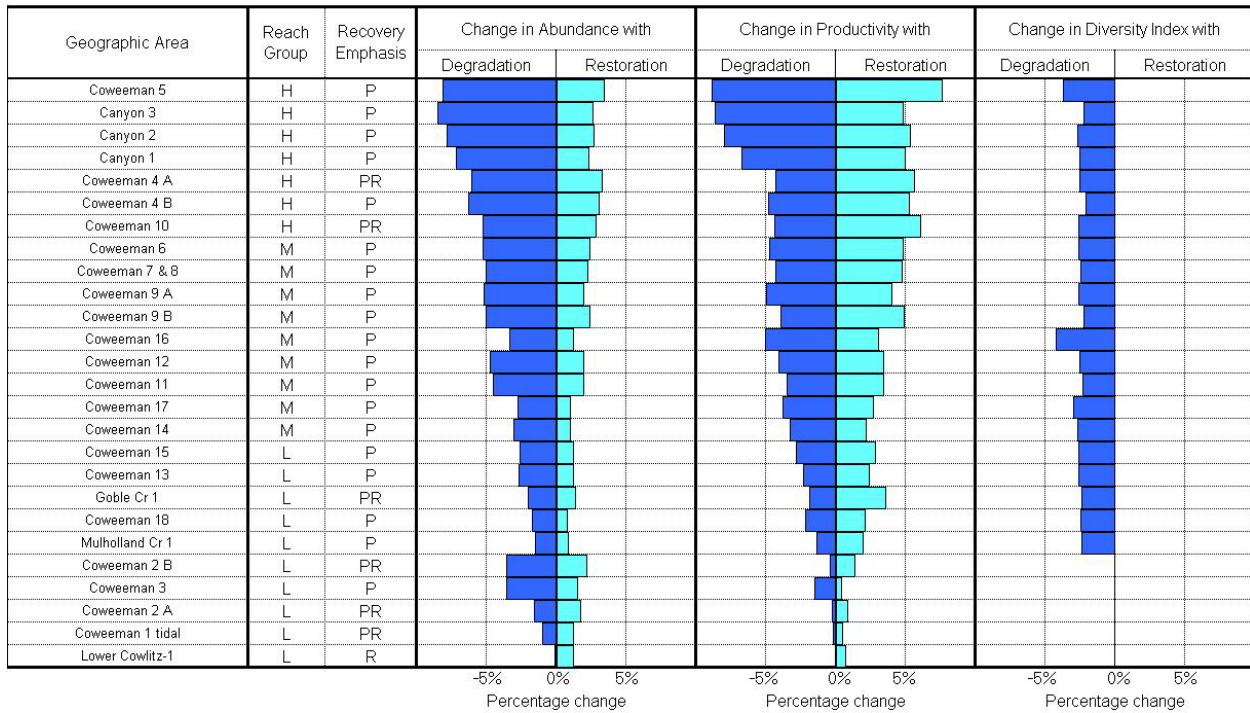 Geographic Area Reach Group Recovery Emphasis Change in Abundance with Change in Productivity with Change in Diversity Index with
Degradation Restoration Degradation Restoration Degradation Restoration
Coweeman 5 H P
Canyon 3 H P
Canyon 2 H P
Canyon 1 H P
Coweeman 4 A H PR
Coweeman 4 B H P
Coweeman 10 H PR
Coweeman 6 M P
Coweeman 7 & 8 M P
Coweeman 9 A M P
Coweeman 9 B M P
Coweeman 16 M P
Coweeman 12 M P
Coweeman 11 M P
Coweeman 17 M P
Coweeman 14 M P
Coweeman 15 L P
Coweeman 13 L P
Goble Cr 1 L PR
Coweeman 18 L P
Mulholland Cr 1 L P
Coweeman 2 B L PR
Coweeman 3 L P
Coweeman 2 A L PR
Coweeman 1 tidal L PR
Lower Cowlitz-1 L R
-5% 0% 5% -5% 0% 5% -5% 0% 5%
Percentage change Percentage change Percentage change